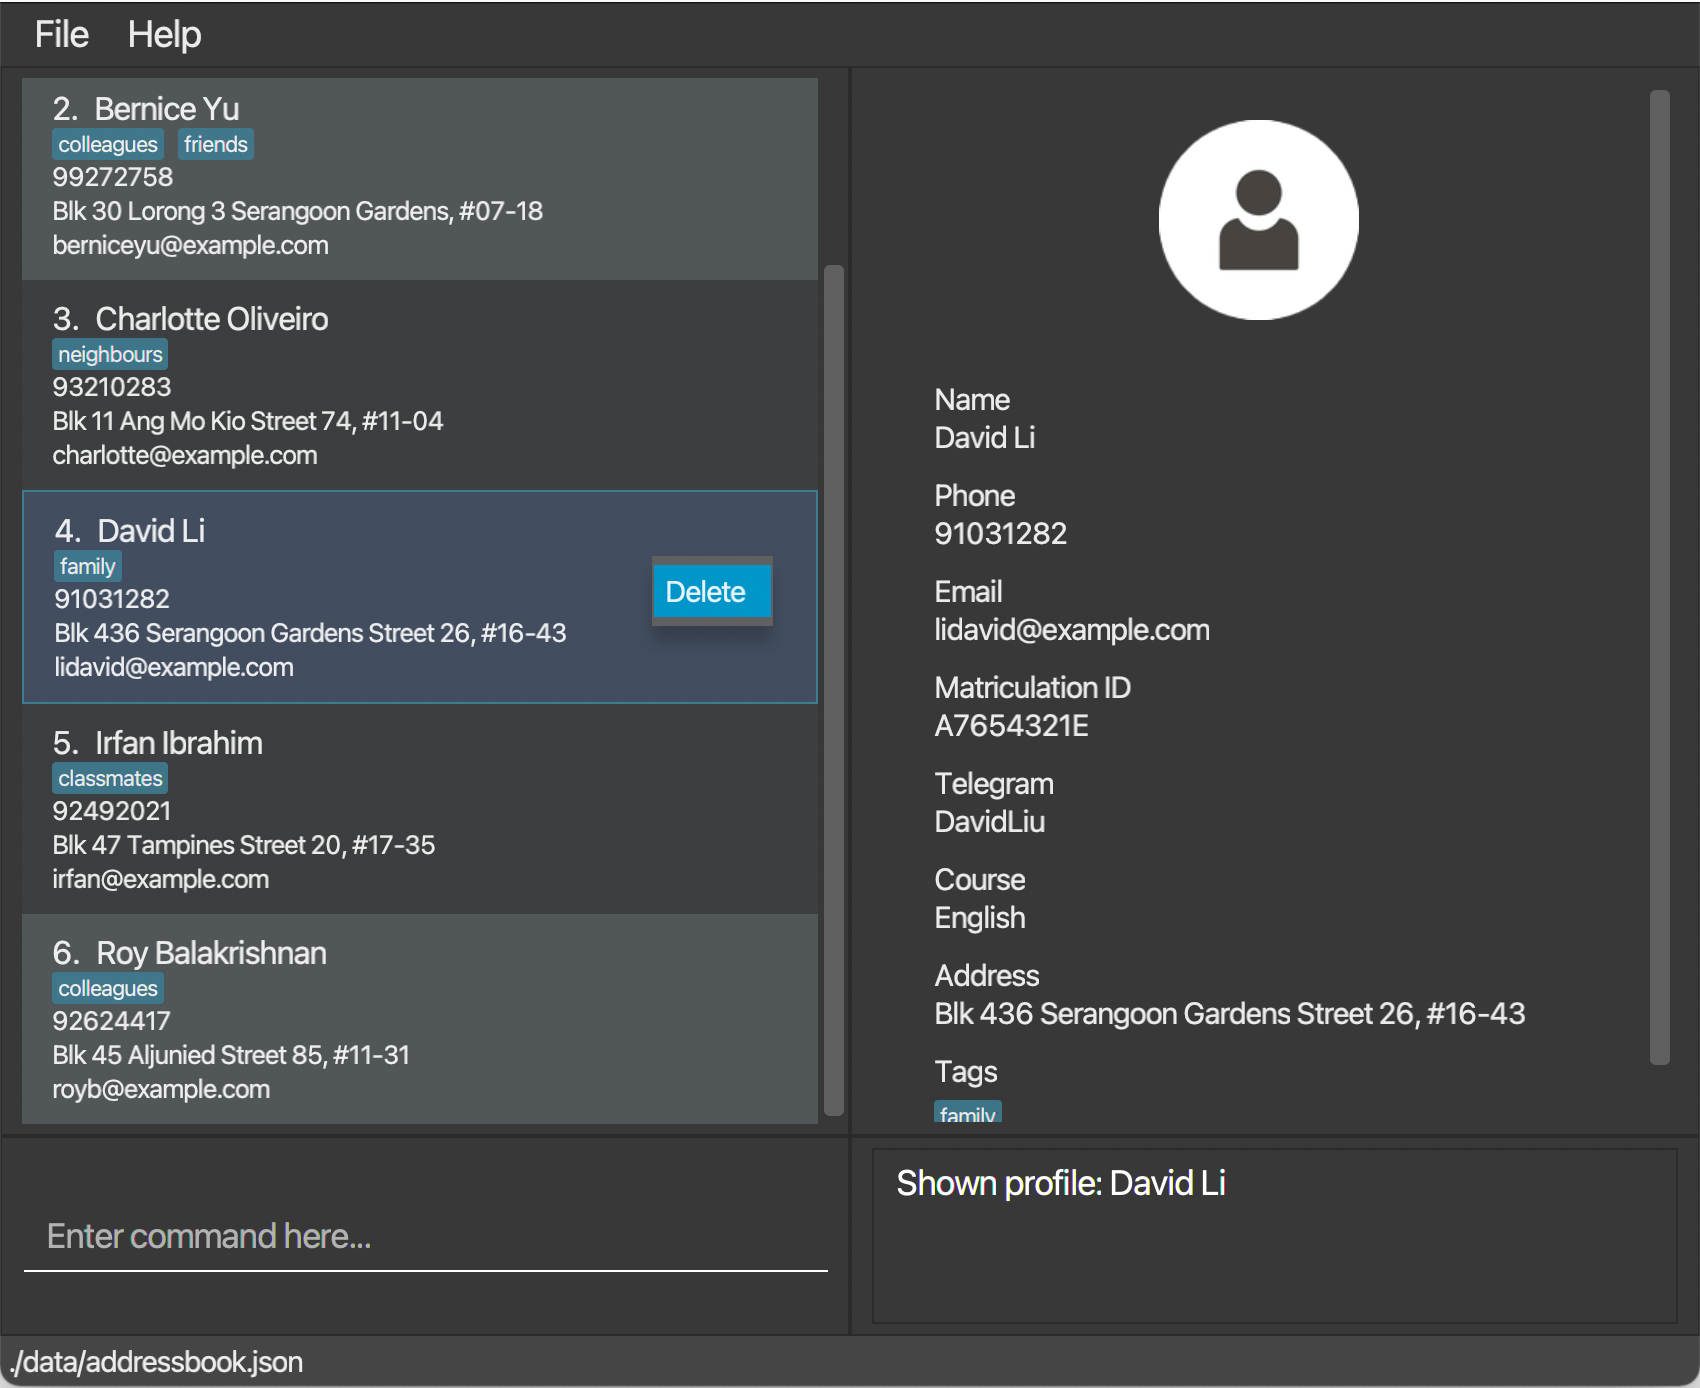 File Help
2. Bernice Yu
colleagues friends
99272758
Blk 30 Lorong 3 Serangoon Gardens, #07-18
berniceyu@example.com
3. Charlotte Oliveiro
neighbours
93210283
Blk 11 Ang Mo Kio Street 74, #11-04
charlotte@example.com
4. David Li
family
91031282
Blk 436 Serangoon Gardens Street 26, #16-43
lidavid@example.com
Delete
5. Irfan Ibrahim
classmates
92492021
Blk 47 Tampines Street 20, #17-35
irfan@example.com
6. Roy Balakrishnan
colleagues
92624417
Blk 45 Aljunied Street 85, #11-31
royb@example.com
Name
David Li
Phone
91031282
Email
lidavid@example.com
Matriculation ID
A7654321E
Telegram
DavidLiu
Course
English
Address
Blk 436 Serangoon Gardens Street 26, #16-43
Tags
family
Enter command here...
Shown profile: David Li
./data/addressbook.json